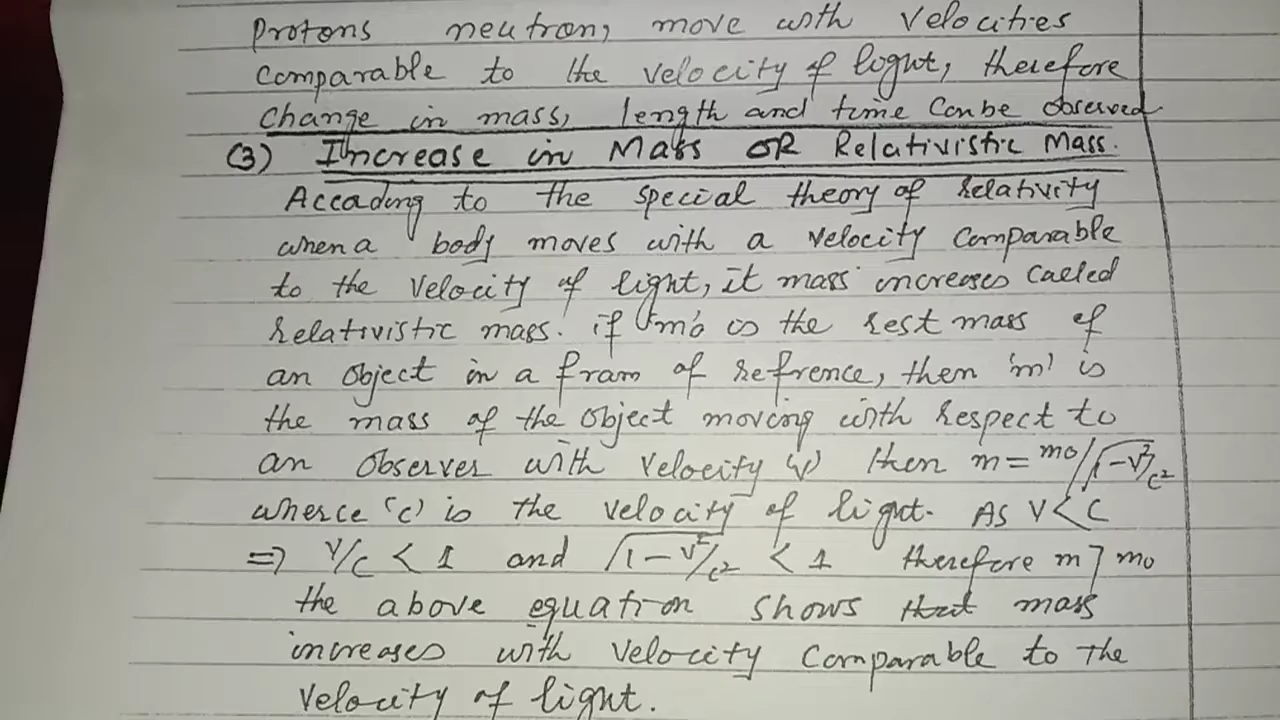 Protons neutron, move with velocities
comparable to the velocity of light, therefore
change in mass, length and time can be observed
(3) Increase in Mass OR Relativistic Mass.
Accading to the special theory of relativity
when a body moves with a velocity comparable
to the velocity of light, it mass increases called
relativistic mass. if 'm'o is the rest mass of
an object in a fram of refrence, then 'm' is
the mass of the object moving with respect to
an observer with velocity 'v' then m = mo/√1-v²/c²
wherce 'c' is the velocity of light. As v < c
=> v/c < 1 and √1-v²/c² < 1 therefore m > mo
the above equation shows that mass
increases with velocity comparable to the
velocity of light.